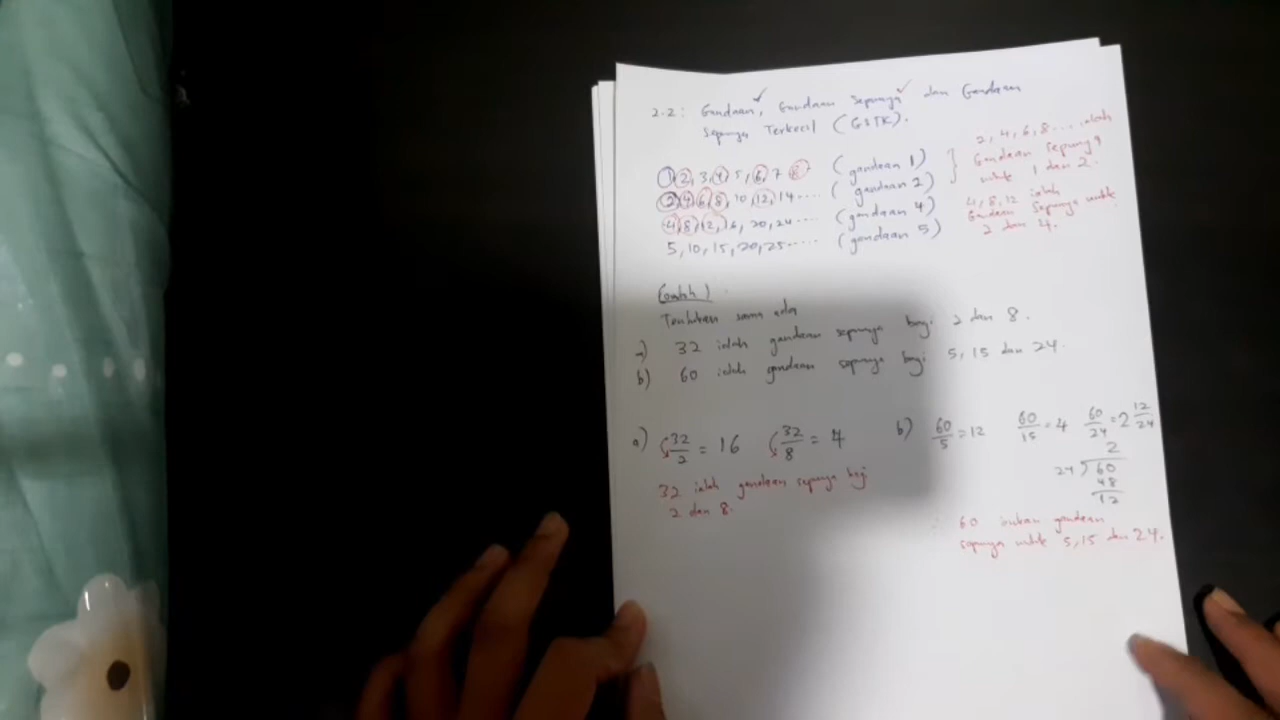 2.2: Gandaan, Gandaan Sepunya dan Gandaan
Sepunya Terkecil (GSTK).
1, 2, 3, 4, 5, 6, 7 8 (gandaan 1)
2, 4, 6, 8, 10, 12, 14 .... (gandaan 2)
4, 8, 12, 16, 20, 24 .... (gandaan 4)
5, 10, 15, 20, 25 ..... (gandaan 5)
2, 4, 6, 8 .... ialah
Gandaan Sepunya
untuk 1 dan 2.
4, 8, 12 ialah
Gandaan Sepunya untuk
2 dan 4.
Contoh)
Tentukan sama ada
a) 32 ialah gandaan sepunya bagi 2 dan 8.
b) 60 ialah gandaan sepunya bagi 5, 15 dan 24.
a) 32/2 = 16 32/8 = 4
32 ialah gandaan sepunya bagi
2 dan 8.
b) 60/5 = 12 60/15 = 4 60/24 = 2 12/24
2
24 ) 60
48
12
∴ 60 bukan gandaan
sepunya untuk 5, 15 dan 24.